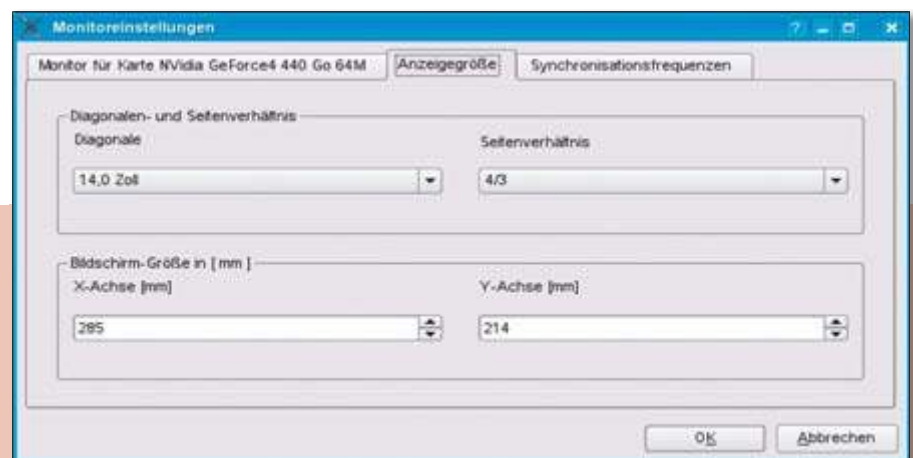 Monitoreinstellungen
Monitor für Karte NVidia GeForce4 440 Go 64M
Anzeigegröße
Synchronisationsfrequenzen
Diagonalen- und Seitenverhältnis
Diagonale
Seitenverhältnis
14,0 Zoll
4/3
Bildschirm-Größe in [ mm ]
X-Achse [mm]
Y-Achse [mm]
285
214
OK
Abbrechen